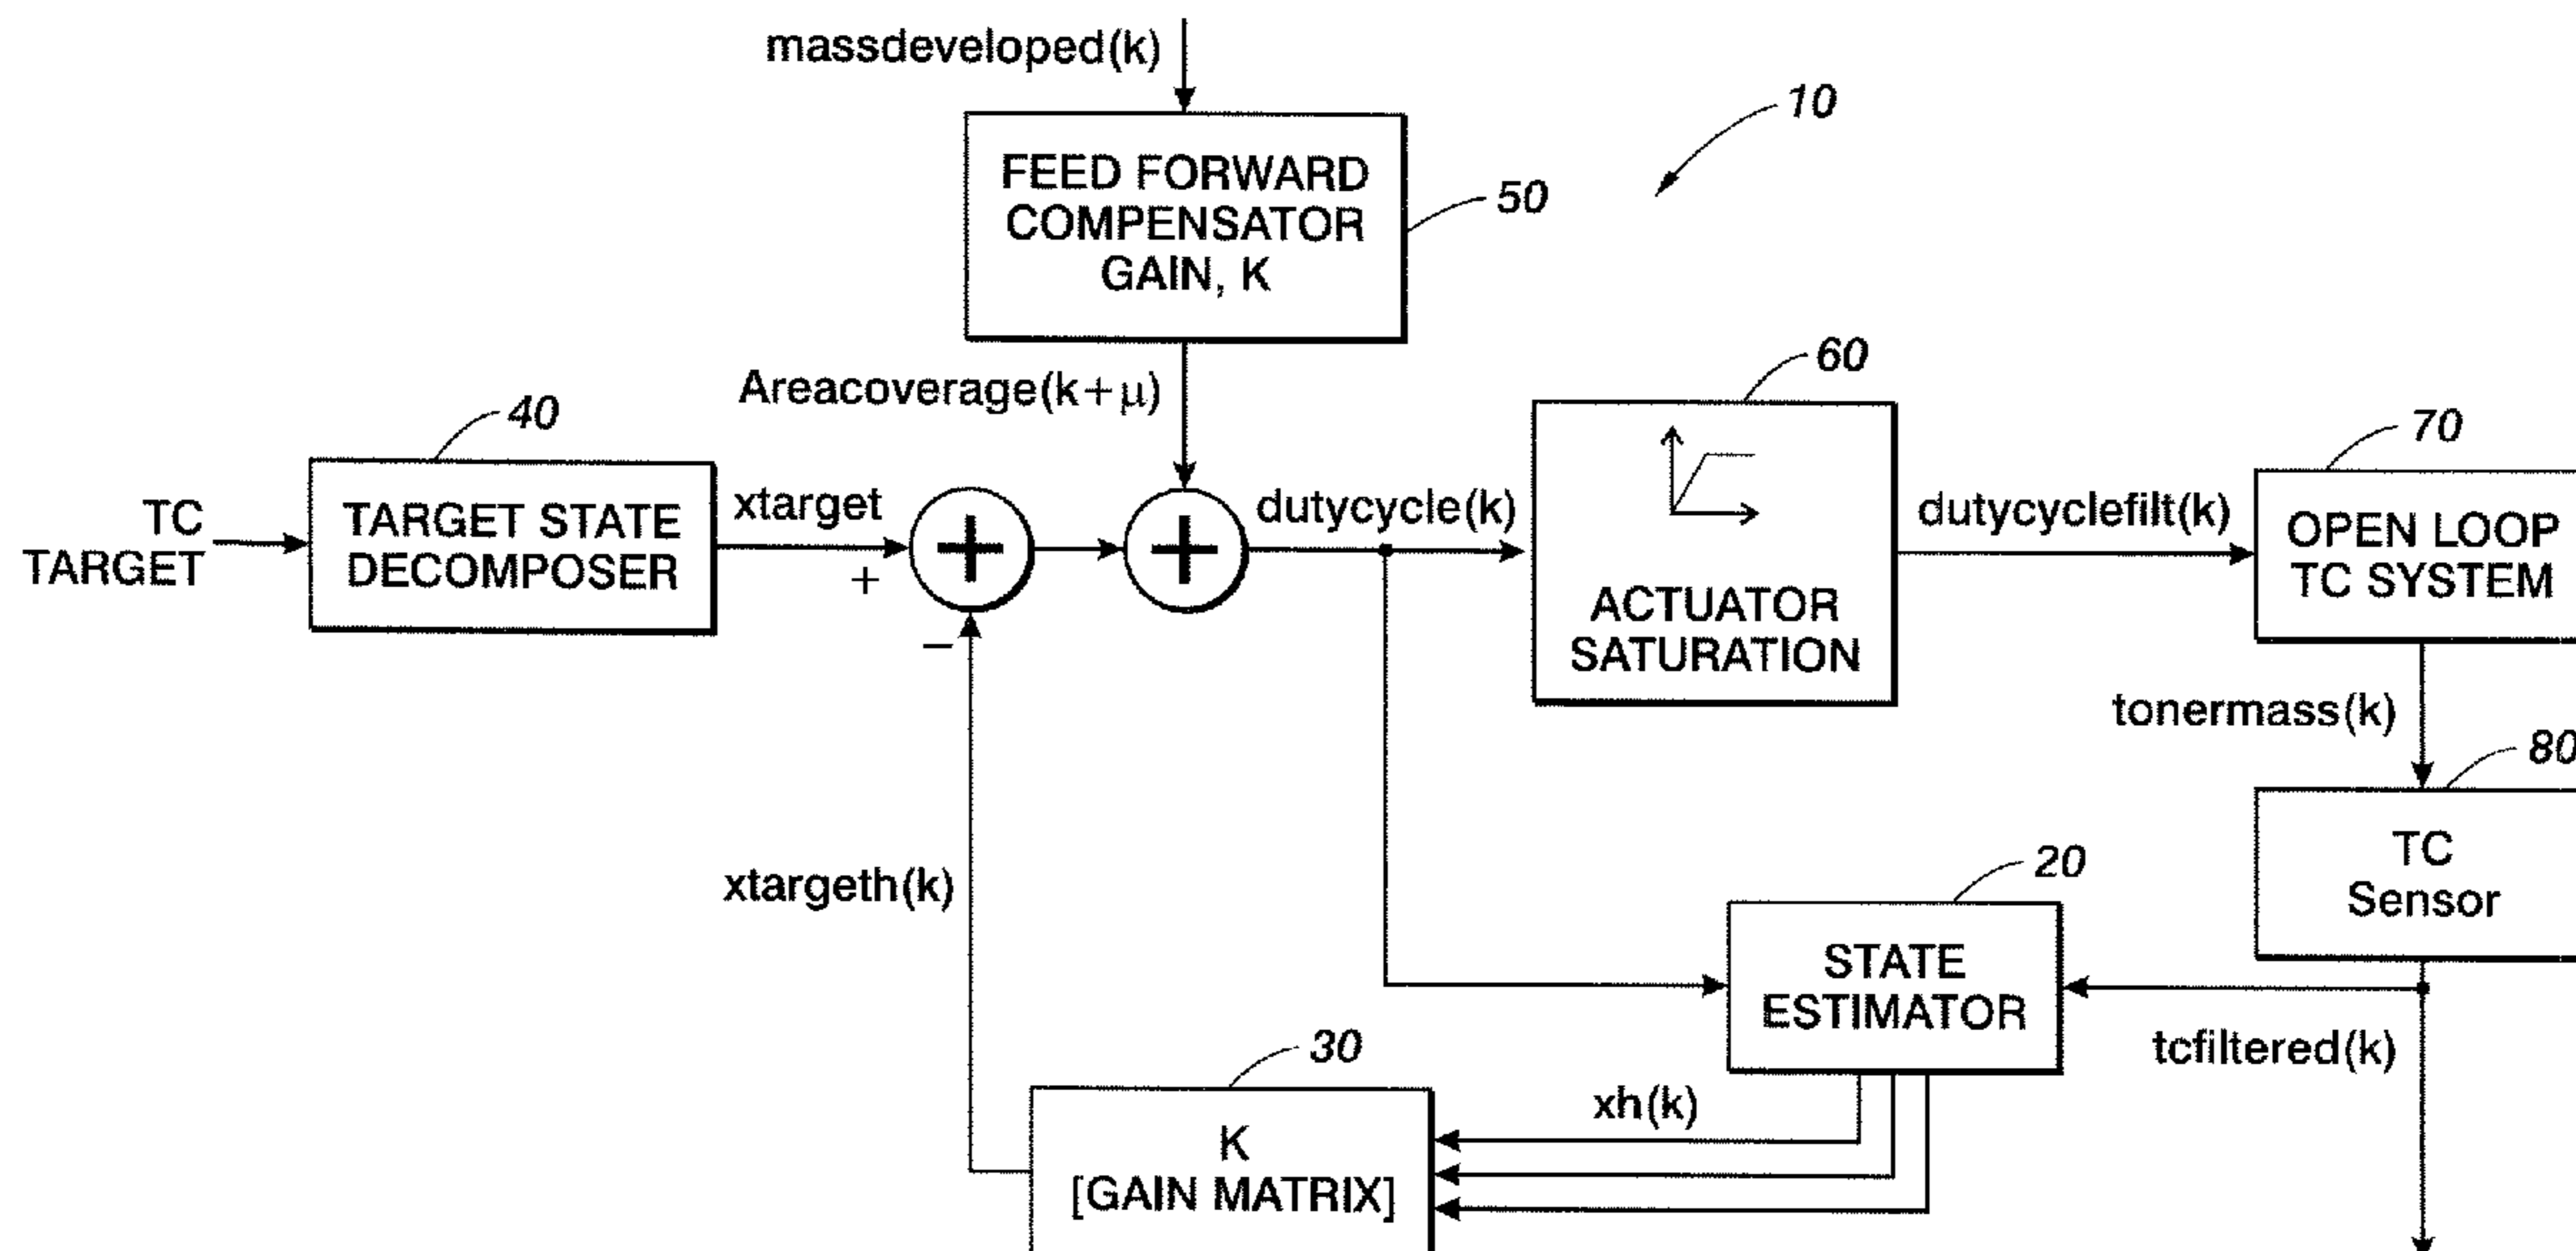 massdeveloped(k)
10
FEED FORWARD
COMPENSATOR
GAIN, K
50
Areacoverage(k+μ)
60
40
70
TC
TARGET
TARGET STATE
DECOMPOSER
xtarget
+
−
+
+
dutycycle(k)
ACTUATOR
SATURATION
dutycyclefilt(k)
OPEN LOOP
TC SYSTEM
tonermass(k)
80
TC
Sensor
xtargeth(k)
20
STATE
ESTIMATOR
tcfiltered(k)
30
xh(k)
K
[GAIN MATRIX]